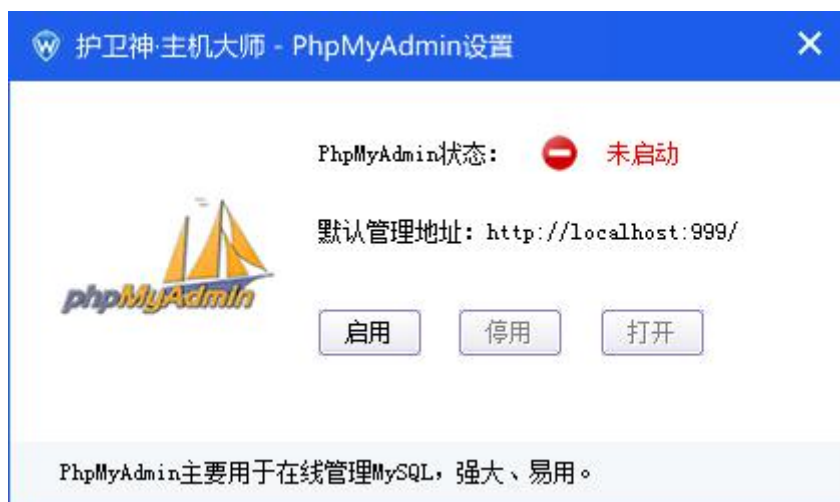 护卫神·主机大师 - PhpMyAdmin设置
PhpMyAdmin状态： 未启动
默认管理地址：http://localhost:999/
phpMyAdmin
启用 停用 打开
PhpMyAdmin主要用于在线管理MySQL，强大、易用。